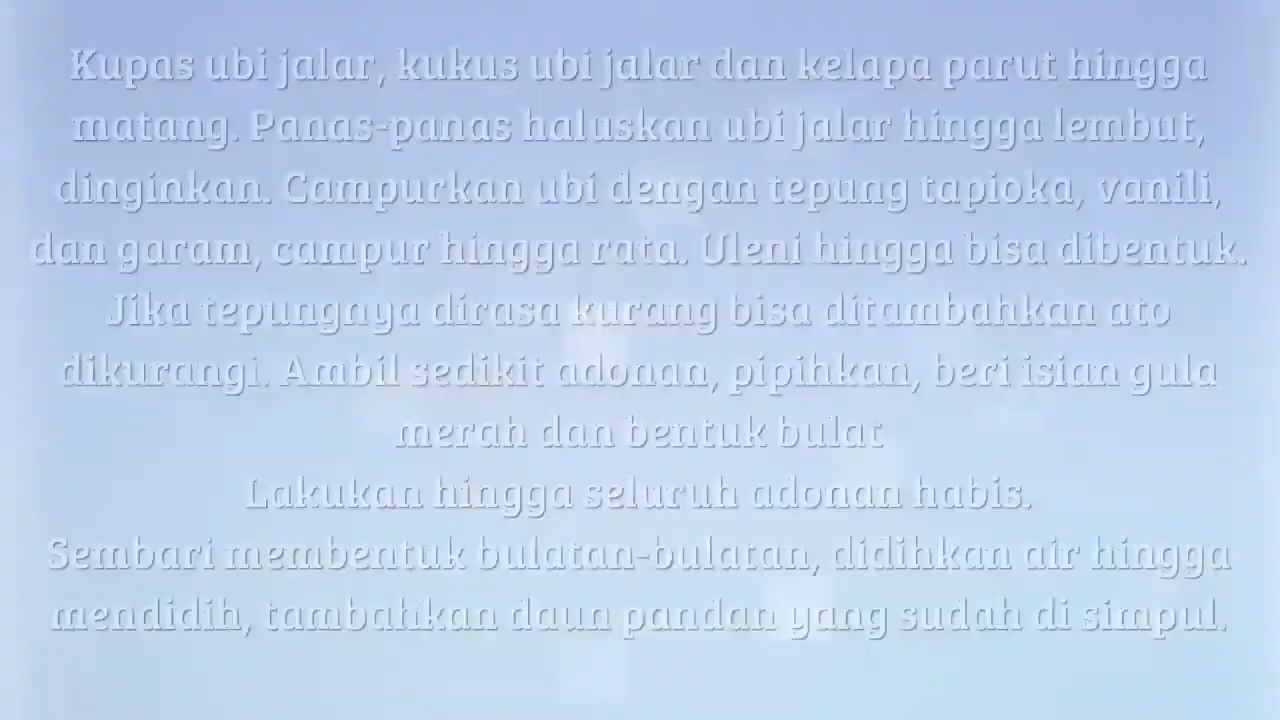 Kupas ubi jalar, kukus ubi jalar dan kelapa parut hingga
matang. Panas-panas haluskan ubi jalar hingga lembut,
dinginkan. Campurkan ubi dengan tepung tapioka, vanili,
dan garam, campur hingga rata. Uleni hingga bisa dibentuk.
Jika tepungnya dirasa kurang bisa ditambahkan ato
dikurangi. Ambil sedikit adonan, pipihkan, beri isian gula
merah dan bentuk bulat
Lakukan hingga seluruh adonan habis.
Sembari membentuk bulatan-bulatan, didihkan air hingga
mendidih, tambahkan daun pandan yang sudah di simpul.